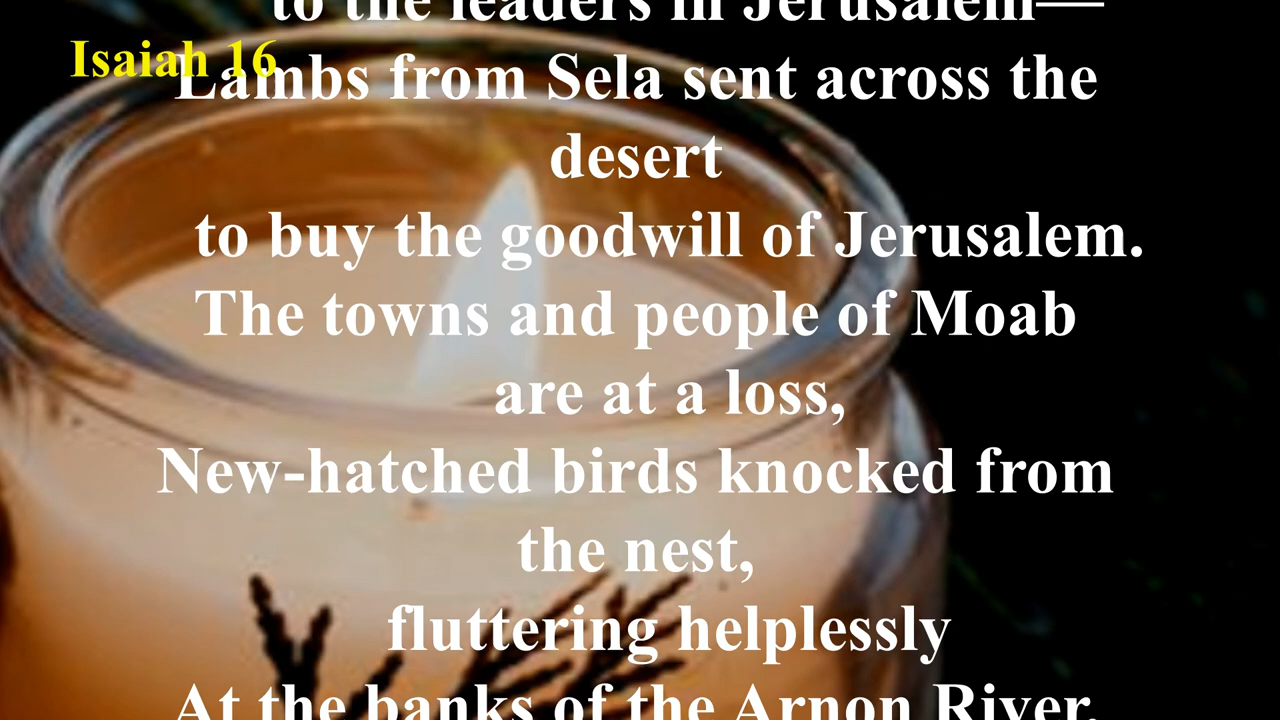 to the leaders in Jerusalem—
Isaiah 16
Lambs from Sela sent across the
desert
to buy the goodwill of Jerusalem.
The towns and people of Moab
are at a loss,
New-hatched birds knocked from
the nest,
fluttering helplessly
At the banks of the Arnon River,